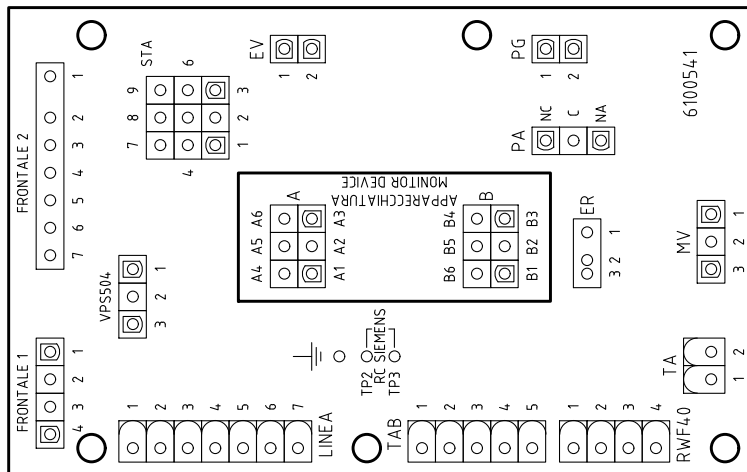 STA
6
9
8
7
3
2
1
4
EV
1
2
PG
1
2
PA
NC
C
NA
6100541
FRONTALE 2
1
2
3
4
5
6
7
APPARECCHIATURA
MONITOR DEVICE
A
A6
A5
A4
A3
A2
A1
B
B4
B5
B6
B3
B2
B1
ER
1
2
3
MV
1
2
3
VPS504
1
2
3
FRONTALE 1
1
2
3
4
TP2
RC SIEMENS
TP3
TA
2
1
LINEA
1
2
3
4
5
6
7
TAB
1
2
3
4
5
RWF40
1
2
3
4